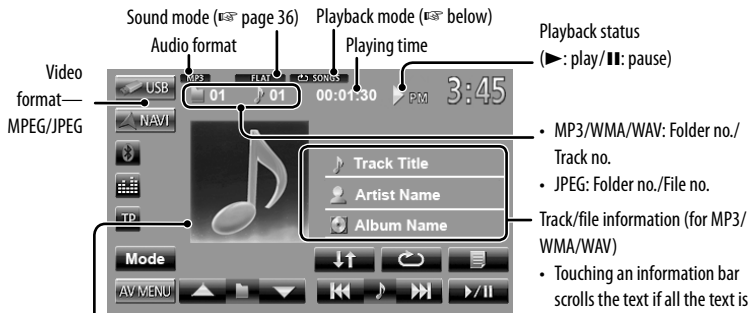 Sound mode (☞ page 36)
Playback mode (☞ below)
Audio format
Playing time
Playback status
(►: play/❚❚: pause)
Video
format—
MPEG/JPEG
USB
MP3
FLAT
SONGS
01
01
00:01:30
PM
3:45
NAVI
• MP3/WMA/WAV: Folder no./
Track no.
• JPEG: Folder no./File no.
Track Title
Artist Name
Album Name
TP
Track/file information (for MP3/
WMA/WAV)
• Touching an information bar
scrolls the text if all the text is
Mode
AV MENU